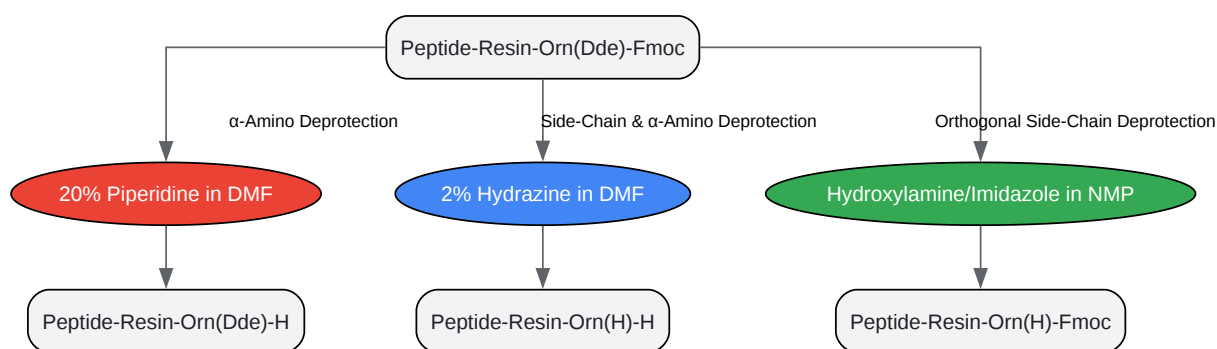 Peptide-Resin-Orn(Dde)-Fmoc
α-Amino Deprotection
Side-Chain & α-Amino Deprotection
Orthogonal Side-Chain Deprotection
20% Piperidine in DMF
2% Hydrazine in DMF
Hydroxylamine/Imidazole in NMP
Peptide-Resin-Orn(Dde)-H
Peptide-Resin-Orn(H)-H
Peptide-Resin-Orn(H)-Fmoc